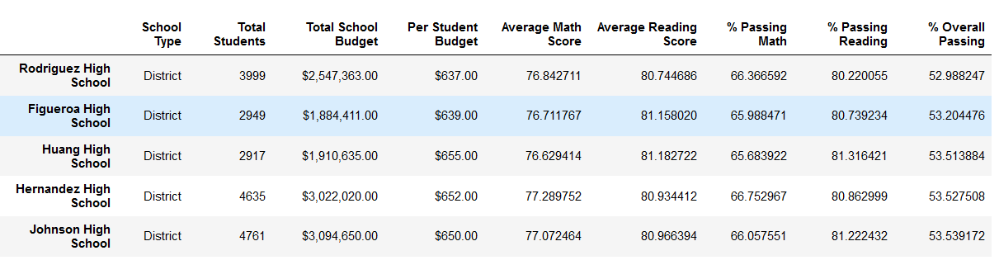 School Type Total Students Total School Budget Per Student Budget Average Math Score Average Reading Score % Passing Math % Passing Reading % Overall Passing
Rodriguez High School District 3999 $2,547,363.00 $637.00 76.842711 80.744686 66.366592 80.220055 52.988247
Figueroa High School District 2949 $1,884,411.00 $639.00 76.711767 81.158020 65.988471 80.739234 53.204476
Huang High School District 2917 $1,910,635.00 $655.00 76.629414 81.182722 65.683922 81.316421 53.513884
Hernandez High School District 4635 $3,022,020.00 $652.00 77.289752 80.934412 66.752967 80.862999 53.527508
Johnson High School District 4761 $3,094,650.00 $650.00 77.072464 80.966394 66.057551 81.222432 53.539172